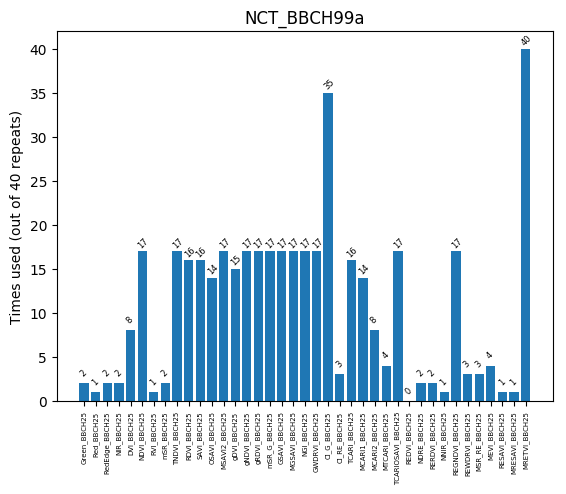 NCT_BBCH99a
Times used (out of 40 repeats)
40
35
30
25
20
15
10
5
0
2
1
2
2
8
17
1
2
17
16
16
14
17
15
17
17
17
17
17
17
17
35
3
16
14
8
4
17
0
2
2
1
17
3
3
4
1
1
40
Green_BBCH25
Red_BBCH25
RedEdge_BBCH25
NIR_BBCH25
DVI_BBCH25
NDVI_BBCH25
RVI_BBCH25
mSR_BBCH25
TNDVI_BBCH25
RDVI_BBCH25
SAVI_BBCH25
OSAVI_BBCH25
MSAVI2_BBCH25
gDVI_BBCH25
gNDVI_BBCH25
gRDVI_BBCH25
mSR_G_BBCH25
GSAVI_BBCH25
MGSAVI_BBCH25
NGI_BBCH25
GWDRVI_BBCH25
CI_G_BBCH25
CI_RE_BBCH25
TCARI_BBCH25
MCARI1_BBCH25
MCARI2_BBCH25
MTCARI_BBCH25
TCARIOSAVI_BBCH25
REDVI_BBCH25
NDRE_BBCH25
RERDVI_BBCH25
NNIR_BBCH25
REGNDVI_BBCH25
REWDRVI_BBCH25
MSR_RE_BBCH25
MEVI_BBCH25
RESAVI_BBCH25
MRESAVI_BBCH25
MRETVI_BBCH25